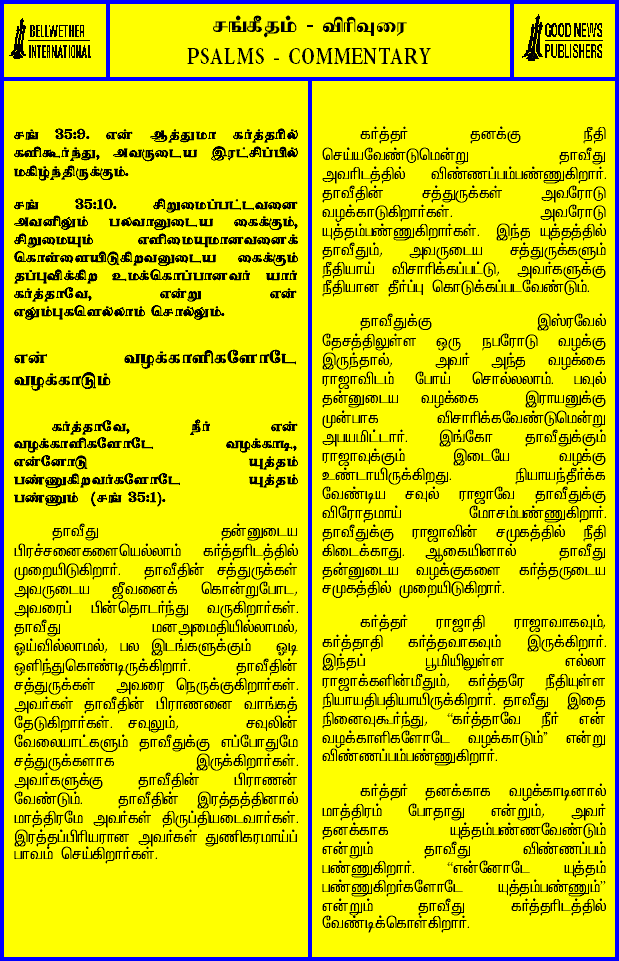 BELLWETHER
INTERNATIONAL
சங்கீதம் - விரிவுரை
PSALMS - COMMENTARY
GOOD NEWS
PUBLISHERS
சங் 35:9. என் ஆத்துமா கர்த்தரில்
களிகூர்ந்து, அவருடைய இரட்சிப்பில்
மகிழ்ந்திருக்கும்.
சங் 35:10. சிறுமைப்பட்டவனை
அவனிலும் பலவானுடைய கைக்கும்,
சிறுமையும் எளிமையுமானவனைக்
கொள்ளையிடுகிறவனுடைய கைக்கும்
தப்புவிக்கிற உமக்கொப்பானவர் யார்
கர்த்தாவே, என்று என்
எலும்புகளெல்லாம் சொல்லும்.
என் வழக்காளிகளோடே
வழக்காடும்
கர்த்தாவே, நீர் என்
வழக்காளிகளோடே வழக்காடி,
என்னோடு யுத்தம்
பண்ணுகிறவர்களோடே யுத்தம்
பண்ணும் (சங் 35:1).
தாவீது தன்னுடைய
பிரச்சனைகளையெல்லாம் கர்த்தரிடத்தில்
முறையிடுகிறார். தாவீதின் சத்துருக்கள்
அவருடைய ஜீவனைக் கொன்றுபோட,
அவரைப் பின்தொடர்ந்து வருகிறார்கள்.
தாவீது மனஅமைதியில்லாமல்,
ஓய்வில்லாமல், பல இடங்களுக்கும் ஓடி
ஒளிந்துகொண்டிருக்கிறார். தாவீதின்
சத்துருக்கள் அவரை நெருக்குகிறார்கள்.
அவர்கள் தாவீதின் பிராணனை வாங்கத்
தேடுகிறார்கள். சவுலும், சவுலின்
வேலையாட்களும் தாவீதுக்கு எப்போதுமே
சத்துருக்களாக இருக்கிறார்கள்.
அவர்களுக்கு தாவீதின் பிராணன்
வேண்டும். தாவீதின் இரத்தத்தினால்
மாத்திரமே அவர்கள் திருப்தியடைவார்கள்.
இரத்தப்பிரியரான அவர்கள் துணிகரமாய்ப்
பாவம் செய்கிறார்கள்.
கர்த்தர் தனக்கு நீதி
செய்யவேண்டுமென்று தாவீது
அவரிடத்தில் விண்ணப்பம்பண்ணுகிறார்.
தாவீதின் சத்துருக்கள் அவரோடு
வழக்காடுகிறார்கள். அவரோடு
யுத்தம்பண்ணுகிறார்கள். இந்த யுத்தத்தில்
தாவீதும், அவருடைய சத்துருக்களும்
நீதியாய் விசாரிக்கப்பட்டு, அவர்களுக்கு
நீதியான தீர்ப்பு கொடுக்கப்படவேண்டும்.
தாவீதுக்கு இஸ்ரவேல்
தேசத்திலுள்ள ஒரு நபரோடு வழக்கு
இருந்தால், அவர் அந்த வழக்கை
ராஜாவிடம் போய் சொல்லலாம். பவுல்
தன்னுடைய வழக்கை இராயனுக்கு
முன்பாக விசாரிக்கவேண்டுமென்று
அபயமிட்டார். இங்கோ தாவீதுக்கும்
ராஜாவுக்கும் இடையே வழக்கு
உண்டாயிருக்கிறது. நியாயந்தீர்க்க
வேண்டிய சவுல் ராஜாவே தாவீதுக்கு
விரோதமாய் மோசம்பண்ணுகிறார்.
தாவீதுக்கு ராஜாவின் சமுகத்தில் நீதி
கிடைக்காது. ஆகையினால் தாவீது
தன்னுடைய வழக்குகளை கர்த்தருடைய
சமுகத்தில் முறையிடுகிறார்.
கர்த்தர் ராஜாதி ராஜாவாகவும்,
கர்த்தாதி கர்த்தவாகவும் இருக்கிறார்.
இந்தப் பூமியிலுள்ள எல்லா
ராஜாக்களின்மீதும், கர்த்தரே நீதியுள்ள
நியாயதிபதியாயிருக்கிறார். தாவீது இதை
நினைவுகூர்ந்து, “கர்த்தாவே நீர் என்
வழக்காளிகளோடே வழக்காடும்” என்று
விண்ணப்பம்பண்ணுகிறார்.
கர்த்தர் தனக்காக வழக்காடினால்
மாத்திரம் போதாது என்றும், அவர்
தனக்காக யுத்தம்பண்ணவேண்டும்
என்றும் தாவீது விண்ணப்பம்
பண்ணுகிறார். “என்னோடே யுத்தம்
பண்ணுகிறர்களோடே யுத்தம்பண்ணும்”
என்றும் தாவீது கர்த்தரிடத்தில்
வேண்டிக்கொள்கிறார்.